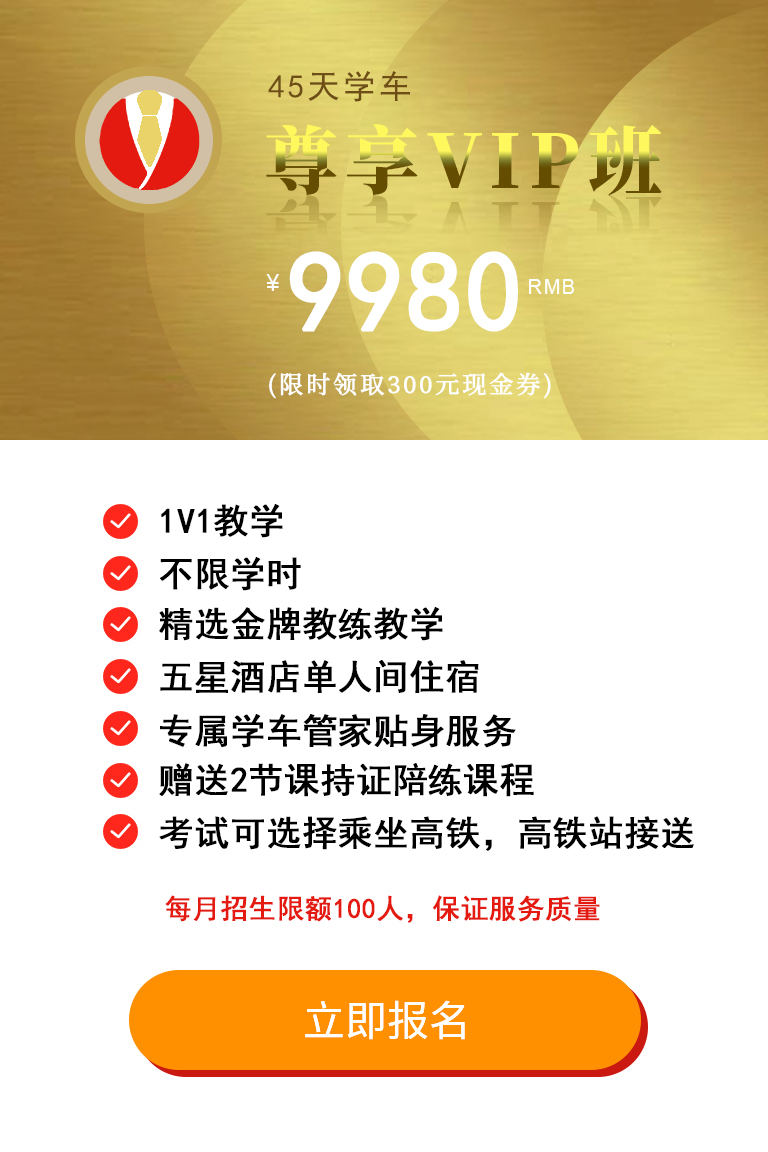 45天学车
尊享VIP班
¥9980RMB
(限时领取300元现金券)
1V1教学
不限学时
精选金牌教练教学
五星酒店单人间住宿
专属学车管家贴身服务
赠送2节课持证陪练课程
考试可选择乘坐高铁，高铁站接送
每月招生限额100人，保证服务质量
立即报名